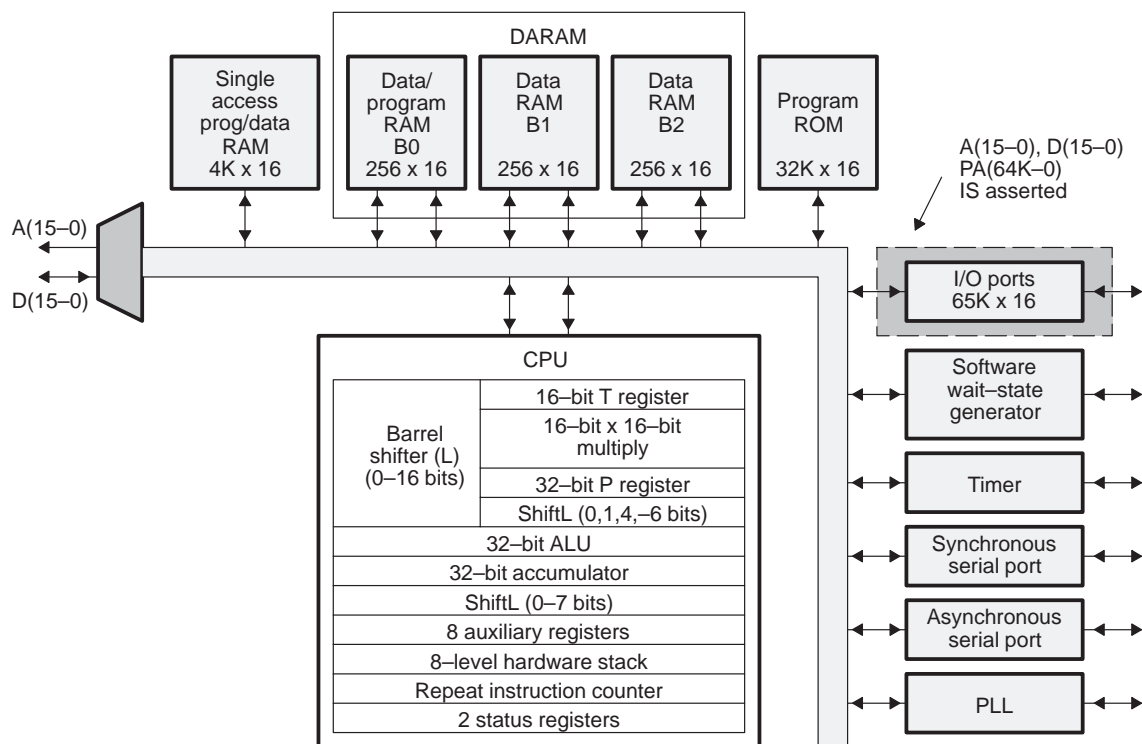 DARAM
Single
access
prog/data
RAM
4K x 16
Data/
program
RAM
B0
256 x 16
Data
RAM
B1
256 x 16
Data
RAM
B2
256 x 16
Program
ROM
32K x 16
A(15–0), D(15–0)
PA(64K–0)
IS asserted
A(15–0)
D(15–0)
I/O ports
65K x 16
CPU
Barrel
shifter (L)
(0–16 bits)
16–bit T register
16–bit x 16–bit
multiply
32–bit P register
ShiftL (0,1,4,–6 bits)
32–bit ALU
32–bit accumulator
ShiftL (0–7 bits)
8 auxiliary registers
8–level hardware stack
Repeat instruction counter
2 status registers
Software
wait–state
generator
Timer
Synchronous
serial port
Asynchronous
serial port
PLL